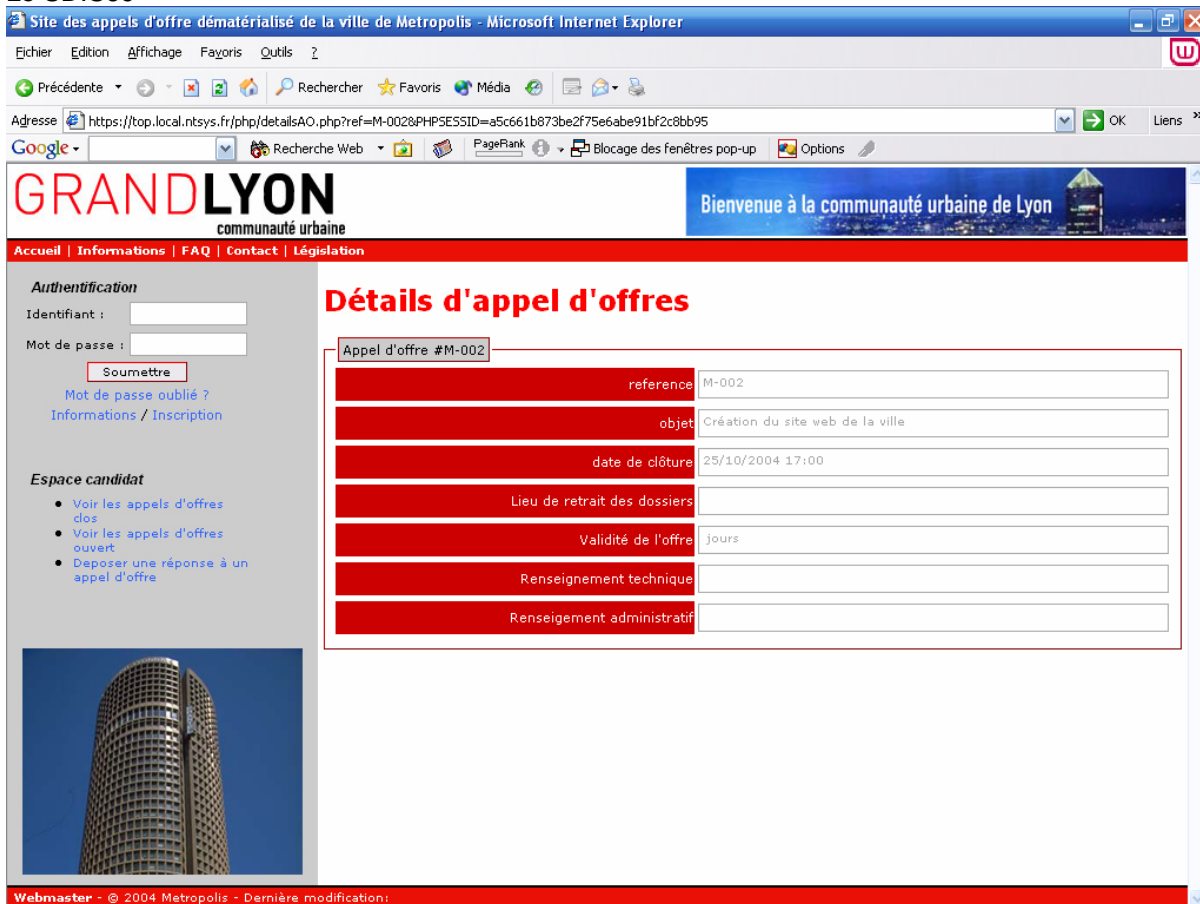 Site des appels d'offre dématérialisé de la ville de Metropolis - Microsoft Internet Explorer
Fichier Edition Affichage Favoris Outils ?
Précédente Rechercher Favoris Média
Adresse https://top.local.ntsys.fr/php/detailsAO.php?ref=M-002&PHPSESSID=a5c661b873be2f75e6abe91bf2c8bb95 OK Liens »
Google Recherche Web PageRank Blocage des fenêtres pop-up Options
GRANDLYON
communauté urbaine
Bienvenue à la communauté urbaine de Lyon
Accueil | Informations | FAQ | Contact | Législation
Authentification
Identifiant :
Mot de passe :
Soumettre
Mot de passe oublié ?
Informations / Inscription
Espace candidat
Voir les appels d'offres
clos
Voir les appels d'offres
ouvert
Deposer une réponse à un
appel d'offre
Détails d'appel d'offres
Appel d'offre #M-002
reference M-002
objet Création du site web de la ville
date de clôture 25/10/2004 17:00
Lieu de retrait des dossiers
Validité de l'offre jours
Renseignement technique
Renseigement administratif
Webmaster - © 2004 Metropolis - Dernière modification: